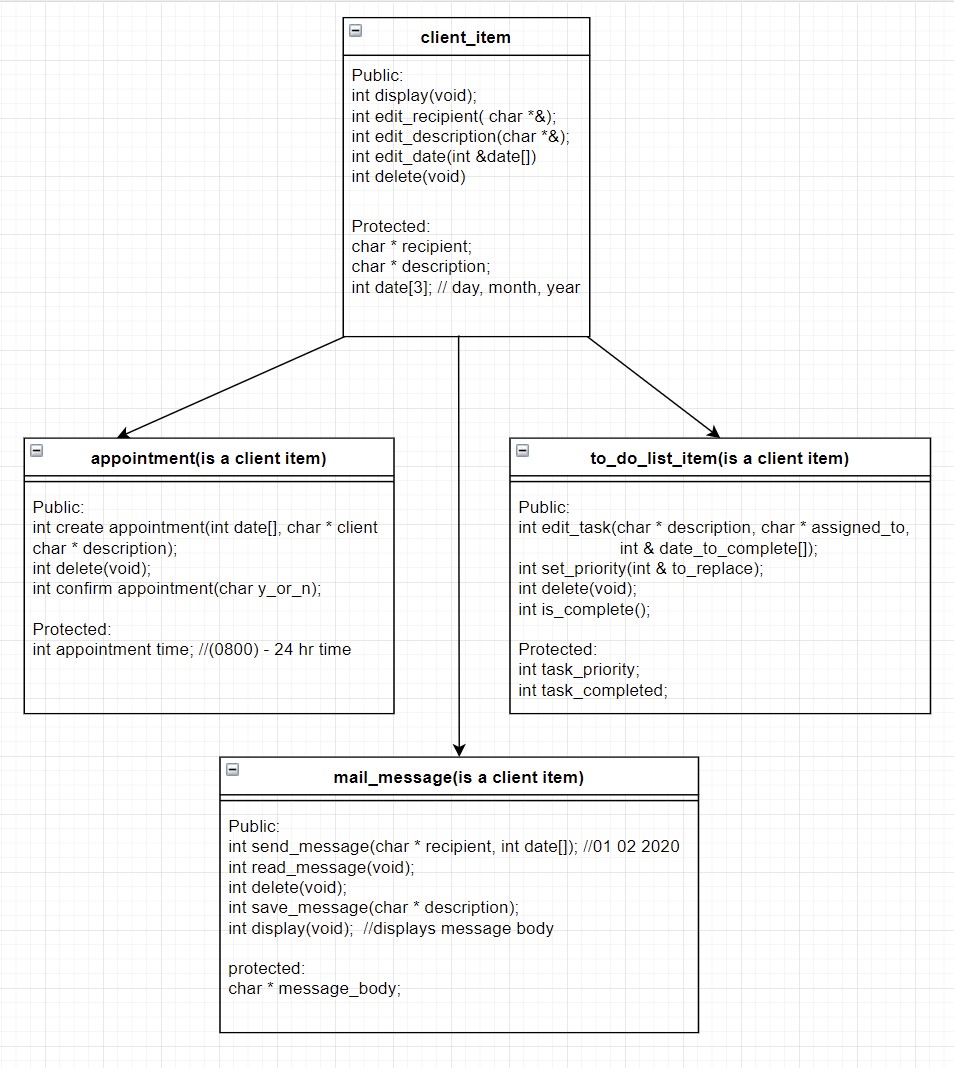 client_item
Public:
int display(void);
int edit_recipient( char *&);
int edit_description(char *&);
int edit_date(int &date[])
int delete(void)
Protected:
char * recipient;
char * description;
int date[3]; // day, month, year
appointment(is a client item)
Public:
int create appointment(int date[], char * client
char * description);
int delete(void);
int confirm appointment(char y_or_n);
Protected:
int appointment time; //(0800) - 24 hr time
to_do_list_item(is a client item)
Public:
int edit_task(char * description, char * assigned_to,
int & date_to_complete[]);
int set_priority(int & to_replace);
int delete(void);
int is_complete();
Protected:
int task_priority;
int task_completed;
mail_message(is a client item)
Public:
int send_message(char * recipient, int date[]); //01 02 2020
int read_message(void);
int delete(void);
int save_message(char * description);
int display(void);  //displays message body
protected:
char * message_body;